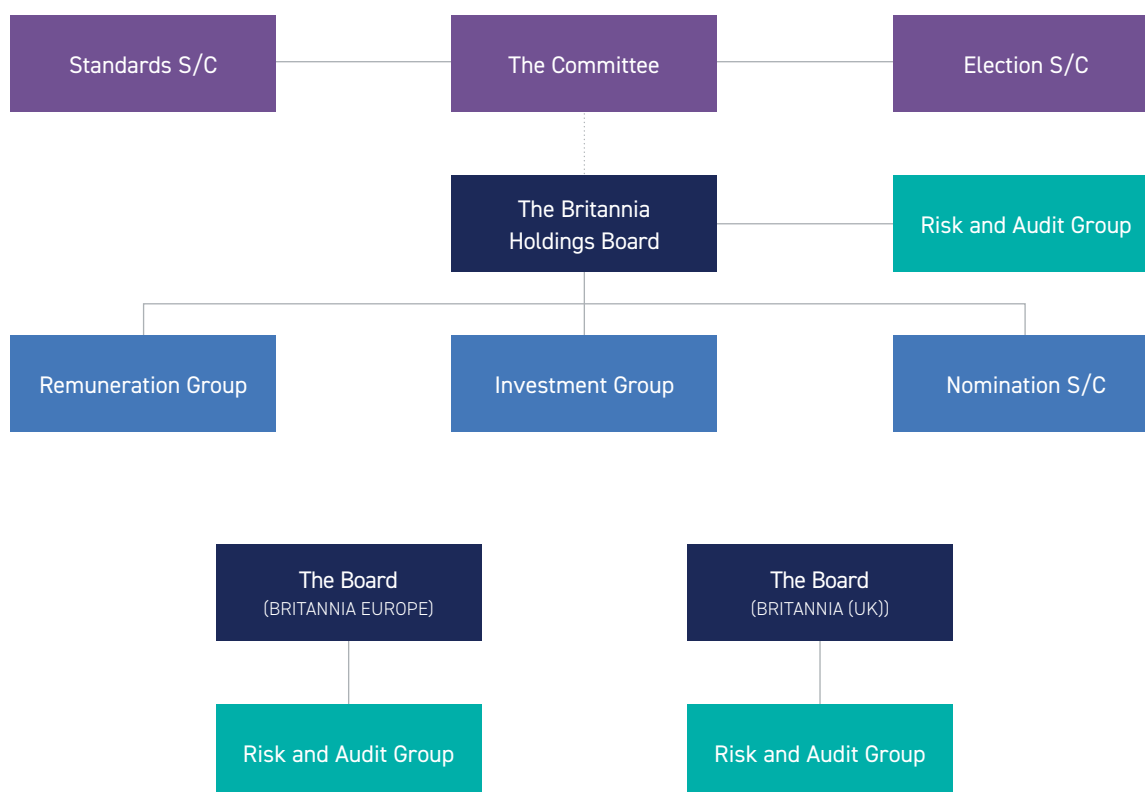 Standards S/C
The Committee
Election S/C
The Britannia
Holdings Board
Risk and Audit Group
Remuneration Group
Investment Group
Nomination S/C
The Board
(BRITANNIA EUROPE)
The Board
(BRITANNIA (UK))
Risk and Audit Group
Risk and Audit Group